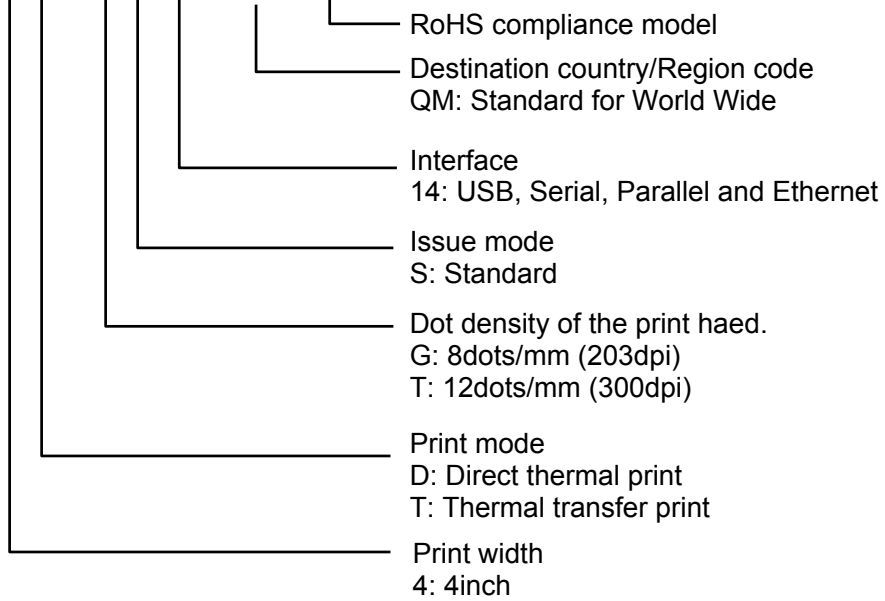 RoHS compliance model
Destination country/Region code
QM: Standard for World Wide
Interface
14: USB, Serial, Parallel and Ethernet
Issue mode
S: Standard
Dot density of the print haed.
G: 8dots/mm (203dpi)
T: 12dots/mm (300dpi)
Print mode
D: Direct thermal print
T: Thermal transfer print
Print width
4: 4inch